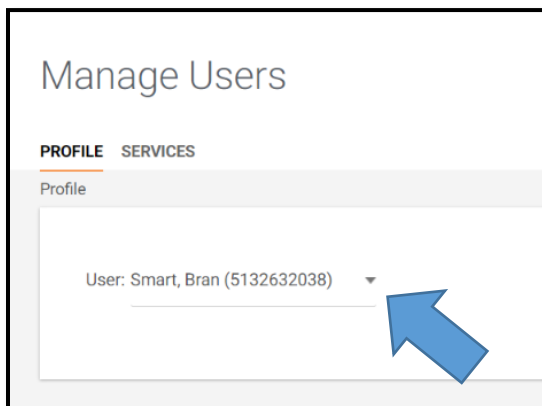 Manage Users
PROFILE SERVICES
Profile
User: Smart, Bran (5132632038)